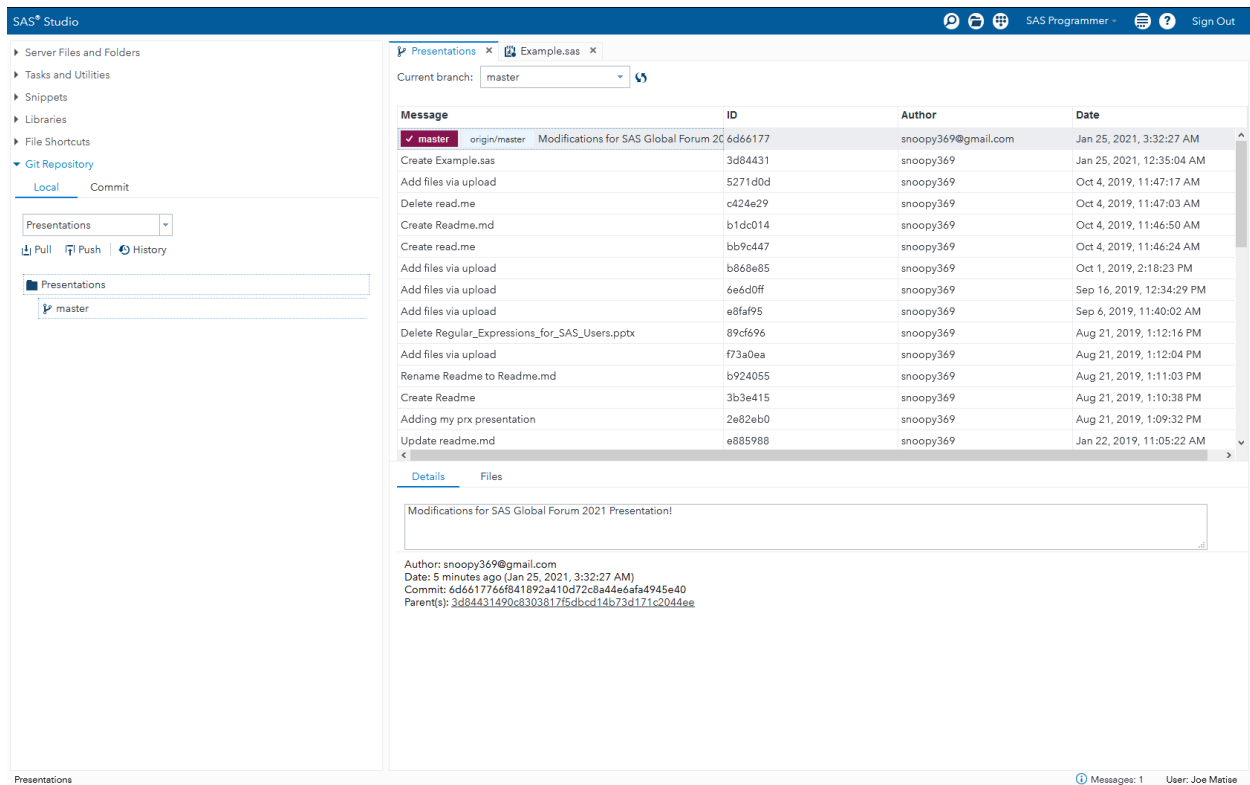 SAS® Studio
SAS Programmer
Sign Out
Server Files and Folders
Tasks and Utilities
Snippets
Libraries
File Shortcuts
Git Repository
Local Commit
Presentations
Pull Push History
Presentations
master
Presentations Example.sas
Current branch: master
Message ID Author Date
master origin/master Modifications for SAS Global Forum 20 6d66177 snoopy369@gmail.com Jan 25, 2021, 3:32:27 AM
Create Example.sas 3d84431 snoopy369 Jan 25, 2021, 12:35:04 AM
Add files via upload 5271d0d snoopy369 Oct 4, 2019, 11:47:17 AM
Delete read.me c424e29 snoopy369 Oct 4, 2019, 11:47:03 AM
Create Readme.md b1dc014 snoopy369 Oct 4, 2019, 11:46:50 AM
Create read.me bb9c447 snoopy369 Oct 4, 2019, 11:46:24 AM
Add files via upload b868e85 snoopy369 Oct 1, 2019, 2:18:23 PM
Add files via upload 6e6d0ff snoopy369 Sep 16, 2019, 12:34:29 PM
Add files via upload e8faf95 snoopy369 Sep 6, 2019, 11:40:02 AM
Delete Regular_Expressions_for_SAS_Users.pptx 89cf696 snoopy369 Aug 21, 2019, 1:12:16 PM
Add files via upload f73a0ea snoopy369 Aug 21, 2019, 1:12:04 PM
Rename Readme to Readme.md b924055 snoopy369 Aug 21, 2019, 1:11:03 PM
Create Readme 3b3e415 snoopy369 Aug 21, 2019, 1:10:38 PM
Adding my prx presentation 2e82eb0 snoopy369 Aug 21, 2019, 1:09:32 PM
Update readme.md e885988 snoopy369 Jan 22, 2019, 11:05:22 AM
Details Files
Modifications for SAS Global Forum 2021 Presentation!
Author: snoopy369@gmail.com
Date: 5 minutes ago (Jan 25, 2021, 3:32:27 AM)
Commit: 6d6617766f841892a410d72c8a44e6afa4945e40
Parent(s): 3d84431490c8303817f5dbcd14b73d171c2044ee
Presentations
Messages: 1 User: Joe Matise